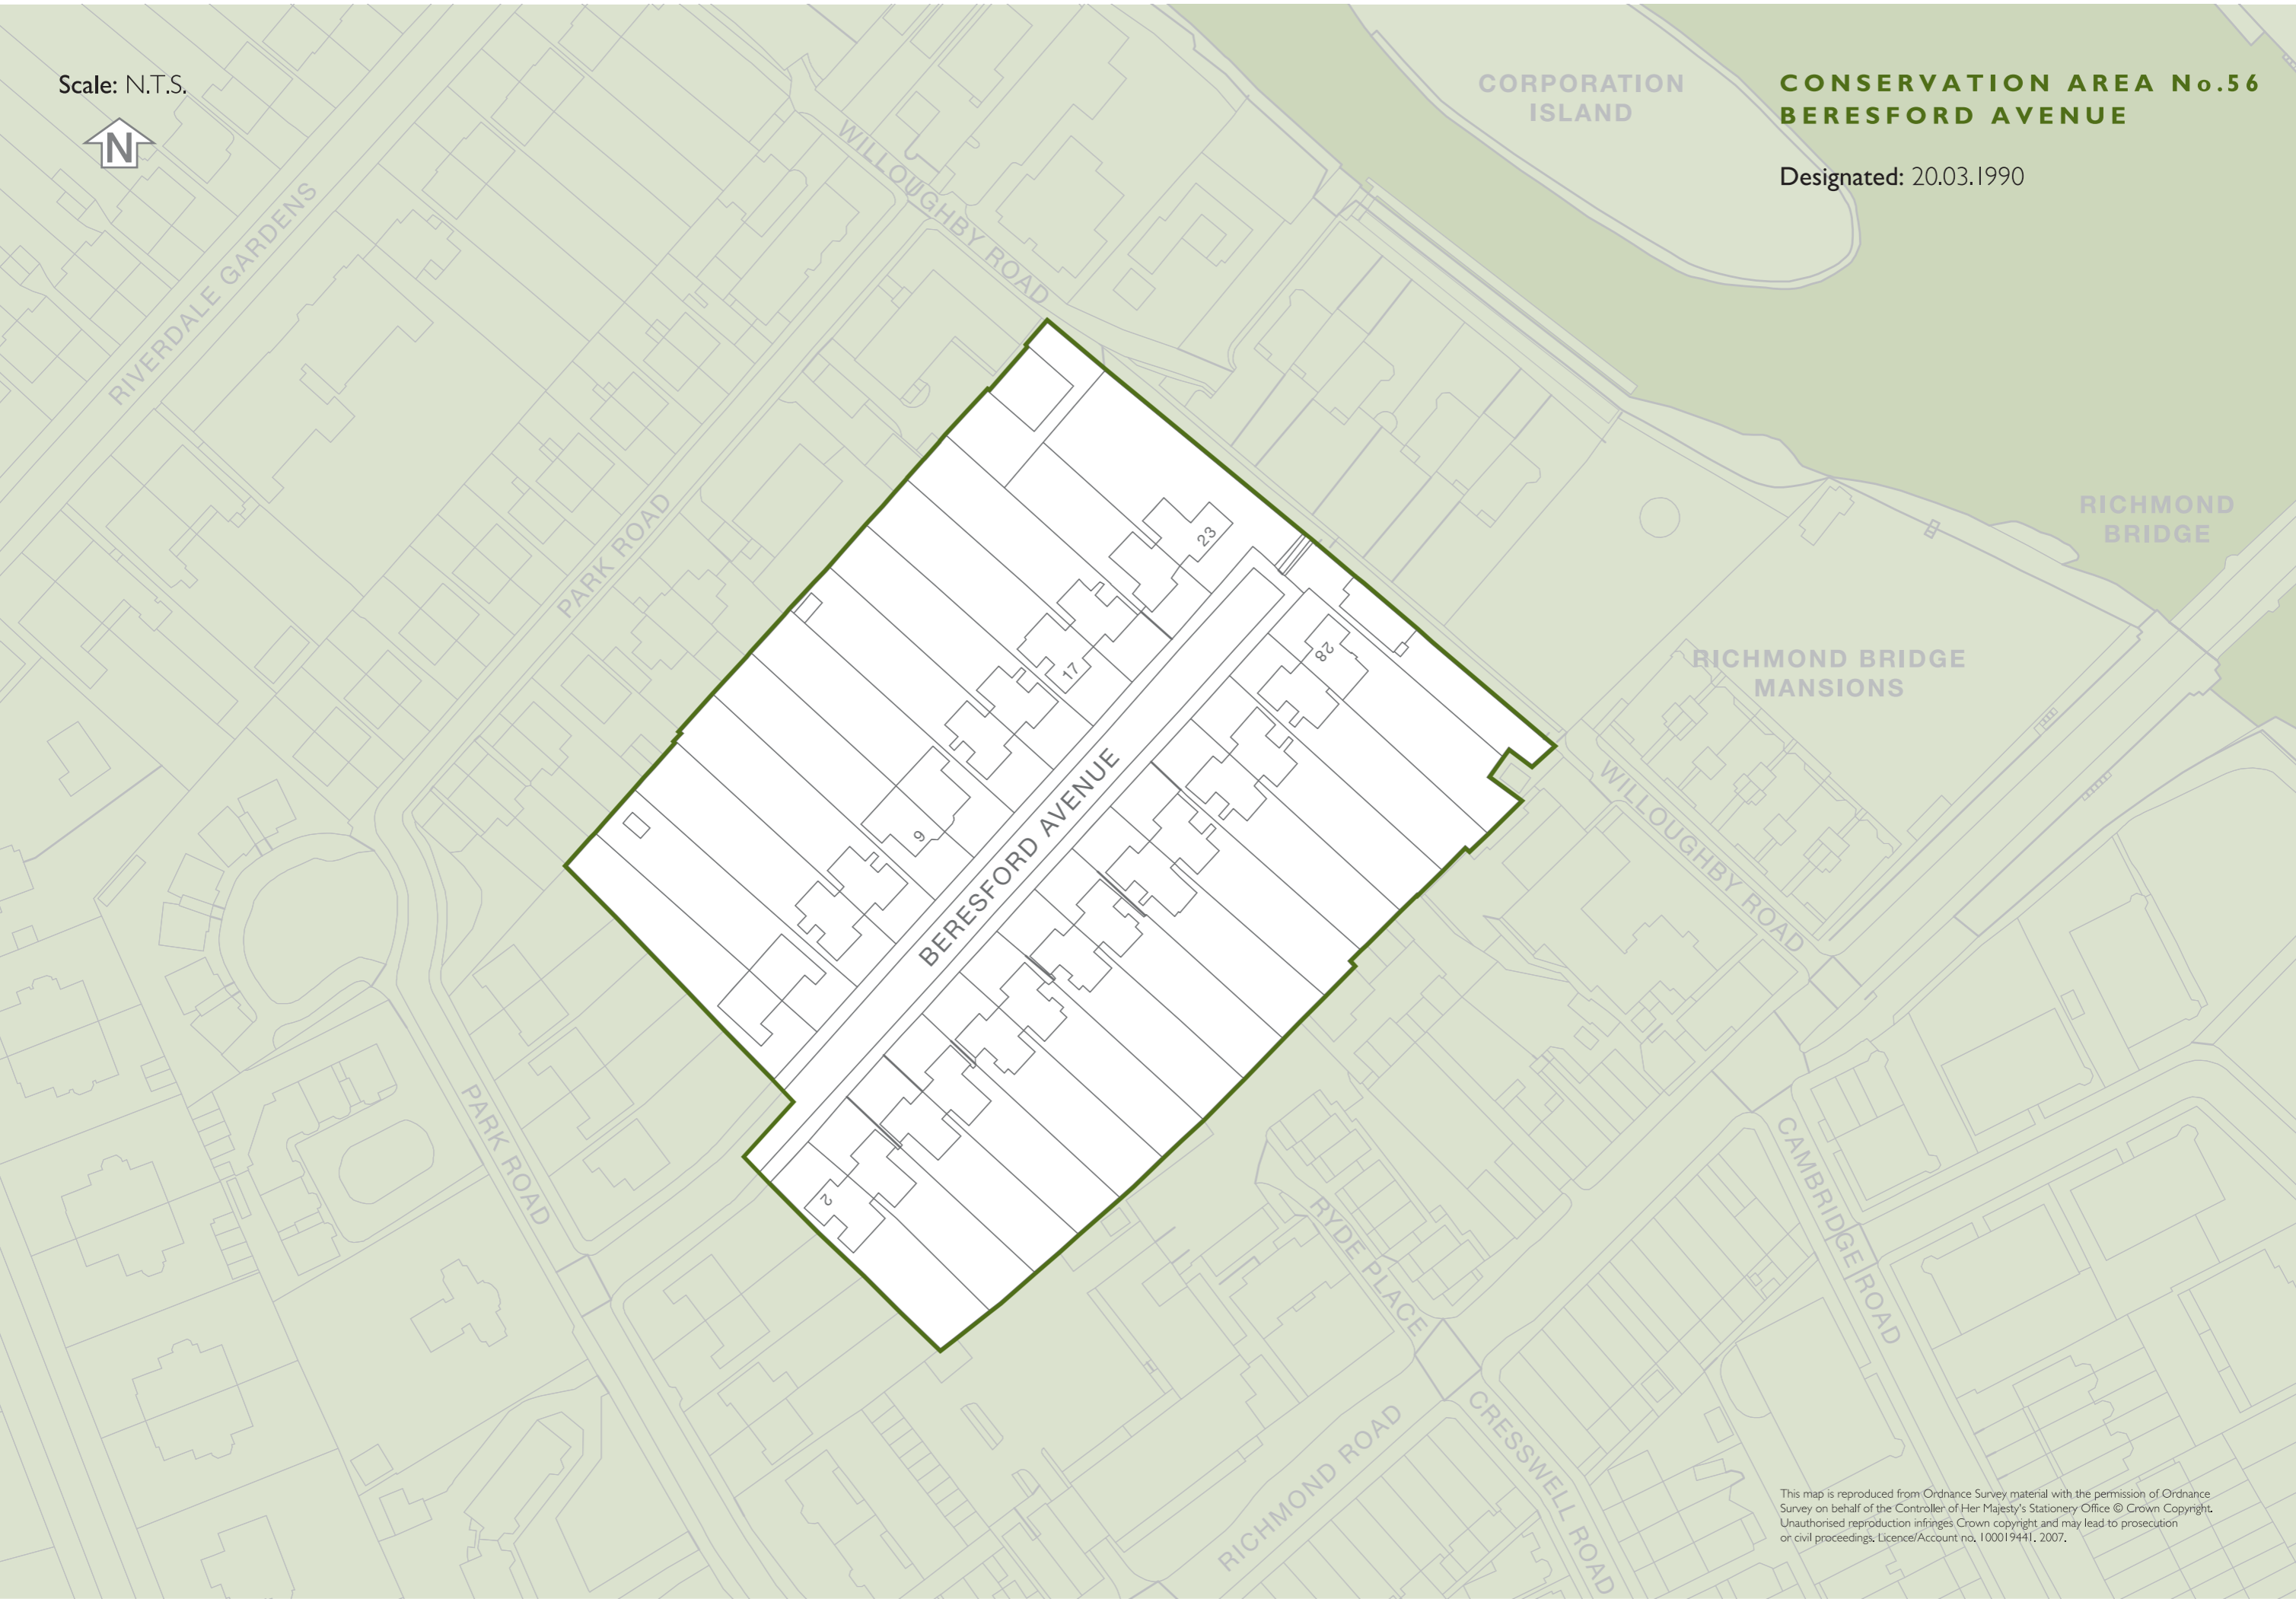 Scale: N.T.S.
N
CORPORATION
ISLAND
CONSERVATION AREA No.56
BERESFORD AVENUE
Designated: 20.03.1990
WILLOUGHBY ROAD
RIVERDALE GARDENS
PARK ROAD
23
17
28
9
2
BERESFORD AVENUE
RICHMOND
BRIDGE
RICHMOND BRIDGE
MANSIONS
WILLOUGHBY ROAD
PARK ROAD
RYDE PLACE
CAMBRIDGE ROAD
RICHMOND ROAD
CRESSWELL ROAD
This map is reproduced from Ordnance Survey material with the permission of Ordnance
Survey on behalf of the Controller of Her Majesty's Stationery Office © Crown Copyright.
Unauthorised reproduction infringes Crown copyright and may lead to prosecution
or civil proceedings. Licence/Account no. 100019441, 2007.